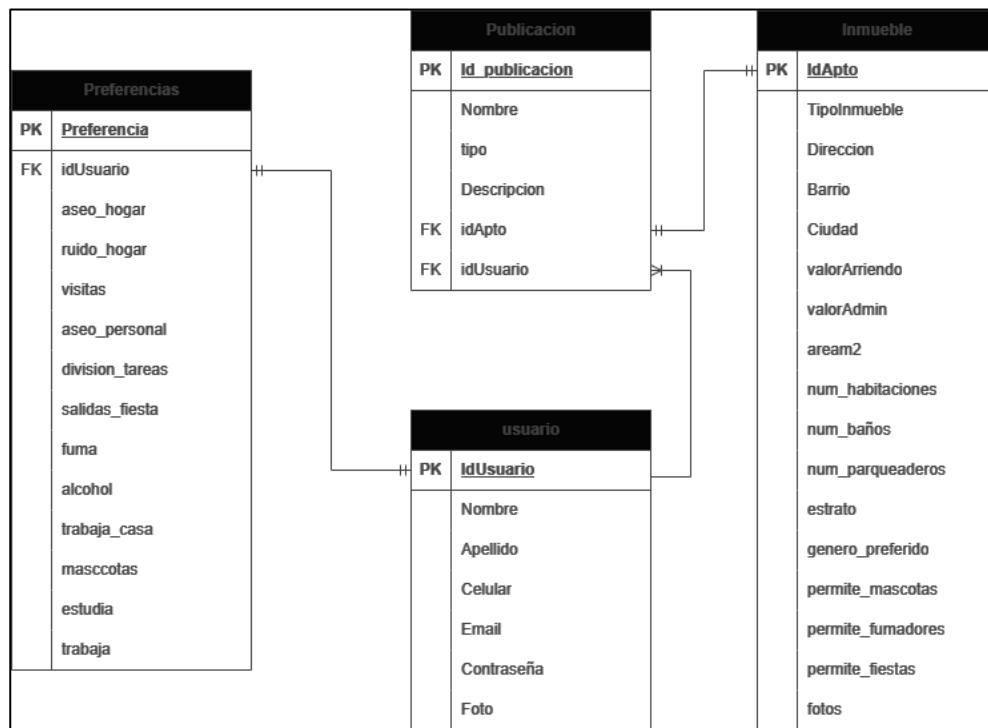 Preferencias
PK Preferencia
FK idUsuario
aseo_hogar
ruido_hogar
visitas
aseo_personal
division_tareas
salidas_fiesta
fuma
alcohol
trabaja_casa
masccotas
estudia
trabaja
Publicacion
PK Id_publicacion
Nombre
tipo
Descripcion
FK idApto
FK idUsuario
usuario
PK IdUsuario
Nombre
Apellido
Celular
Email
Contraseña
Foto
Inmueble
PK IdApto
TipoInmueble
Direccion
Barrio
Ciudad
valorArriendo
valorAdmin
aream2
num_habitaciones
num_baños
num_parqueaderos
estrato
genero_preferido
permite_mascotas
permite_fumadores
permite_fiestas
fotos